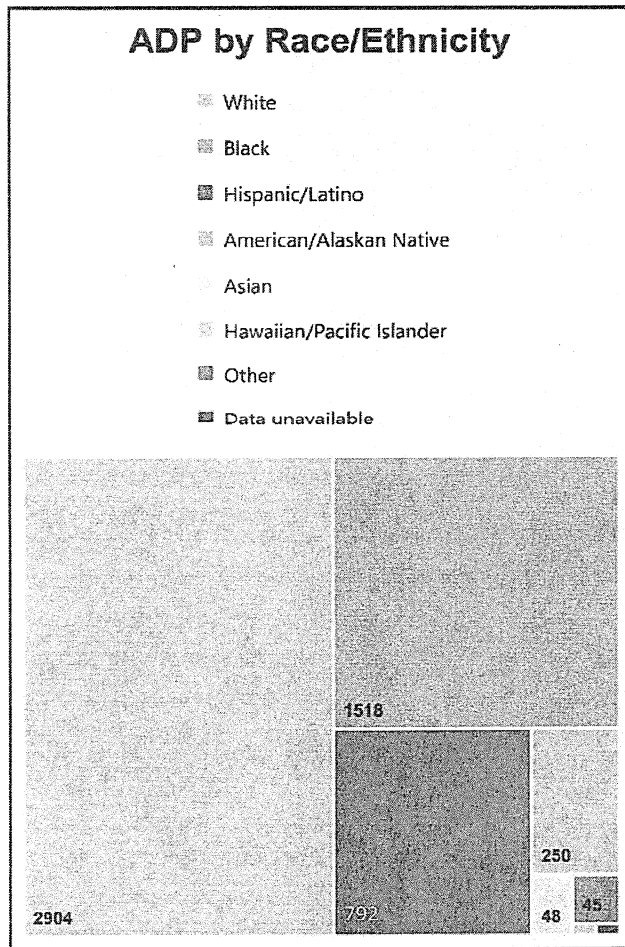 ADP by Race/Ethnicity
White
Black
Hispanic/Latino
American/Alaskan Native
Asian
Hawaiian/Pacific Islander
Other
Data unavailable
1518
2904
792
250
48
45